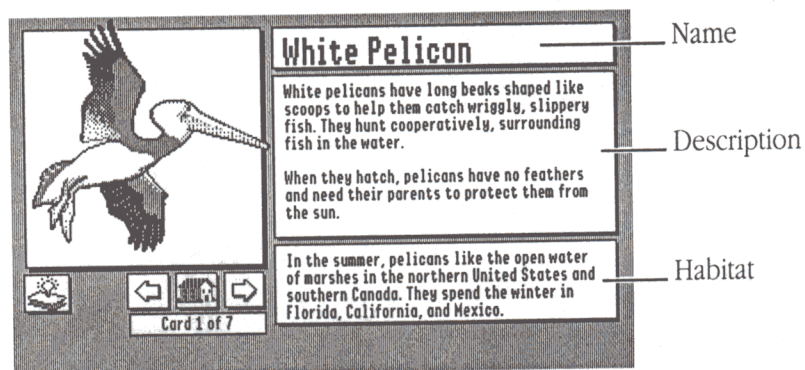 White Pelican
Name
White pelicans have long beaks shaped like
scoops to help them catch wriggly, slippery
fish. They hunt cooperatively, surrounding
fish in the water.
Description
When they hatch, pelicans have no feathers
and need their parents to protect them from
the sun.
In the summer, pelicans like the open water
of marshes in the northern United States and
southern Canada. They spend the winter in
Florida, California, and Mexico.
Habitat
Card 1 of 7